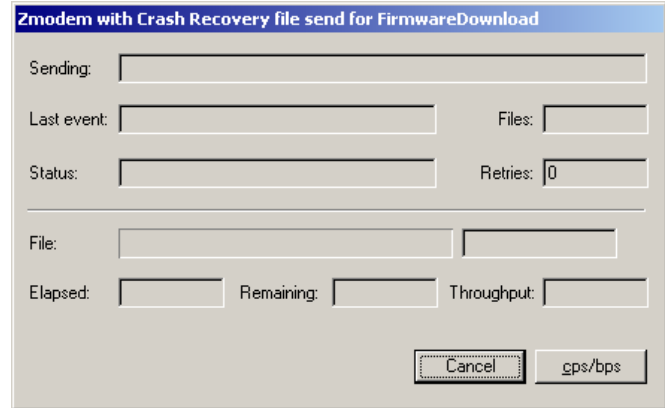 Zmodem with Crash Recovery file send for FirmwareDownload
Sending:
Last event: Files:
Status: Retries: 0
File:
Elapsed: Remaining: Throughput:
Cancel cps/bps